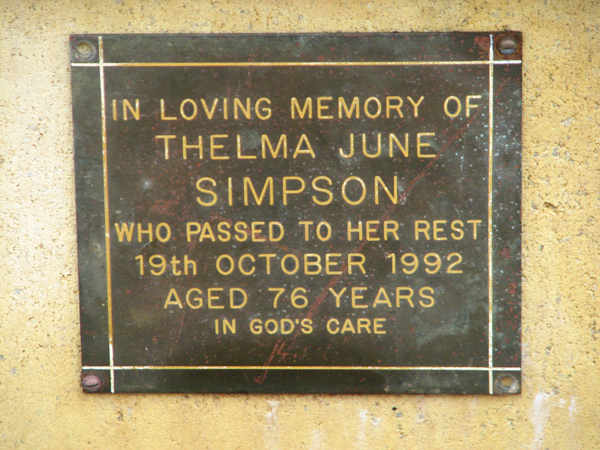 IN LOVING MEMORY OF
THELMA JUNE
SIMPSON
WHO PASSED TO HER REST
19th OCTOBER 1992
AGED 76 YEARS
IN GOD'S CARE